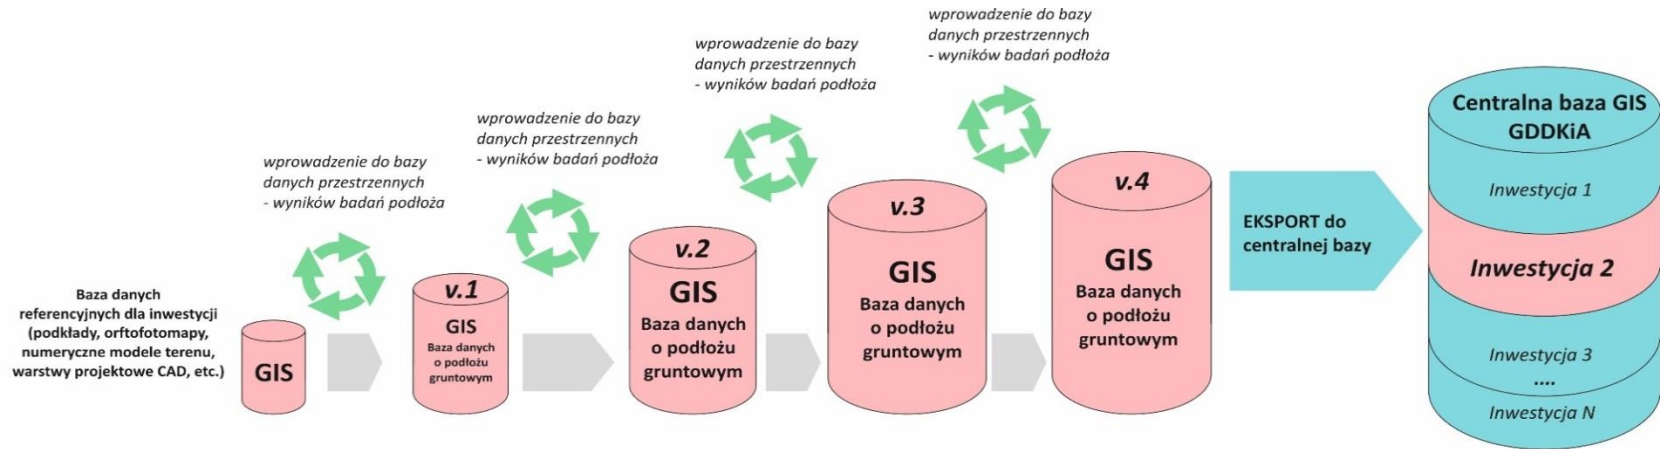 Baza danych
referencyjnych dla inwestycji
(podkłady, orftofotomapy,
numeryczne modele terenu,
warstwy projektowe CAD, etc.)
GIS
wprowadzenie do bazy
danych przestrzennych
- wyników badań podłoża
v.1
GIS
Baza danych
o podłożu
gruntowym
wprowadzenie do bazy
danych przestrzennych
- wyników badań podłoża
v.2
GIS
Baza danych
o podłożu
gruntowym
wprowadzenie do bazy
danych przestrzennych
- wyników badań podłoża
v.3
GIS
Baza danych
o podłożu
gruntowym
wprowadzenie do bazy
danych przestrzennych
- wyników badań podłoża
v.4
GIS
Baza danych
o podłożu
gruntowym
EKSPORT do
centralnej bazy
Centralna baza GIS
GDDKiA
Inwestycja 1
Inwestycja 2
Inwestycja 3
....
Inwestycja N